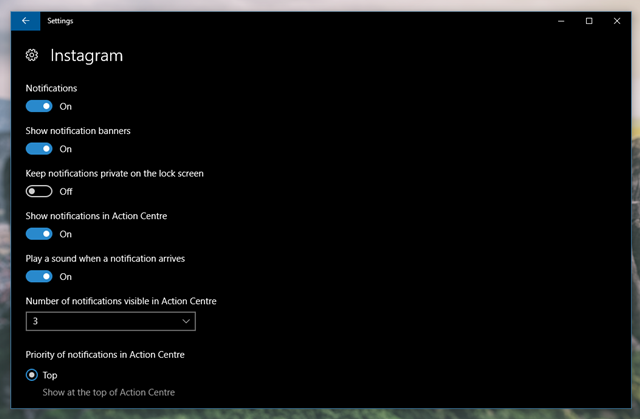 Settings
Instagram
Notifications
On
Show notification banners
On
Keep notifications private on the lock screen
Off
Show notifications in Action Centre
On
Play a sound when a notification arrives
On
Number of notifications visible in Action Centre
3
Priority of notifications in Action Centre
Top
Show at the top of Action Centre